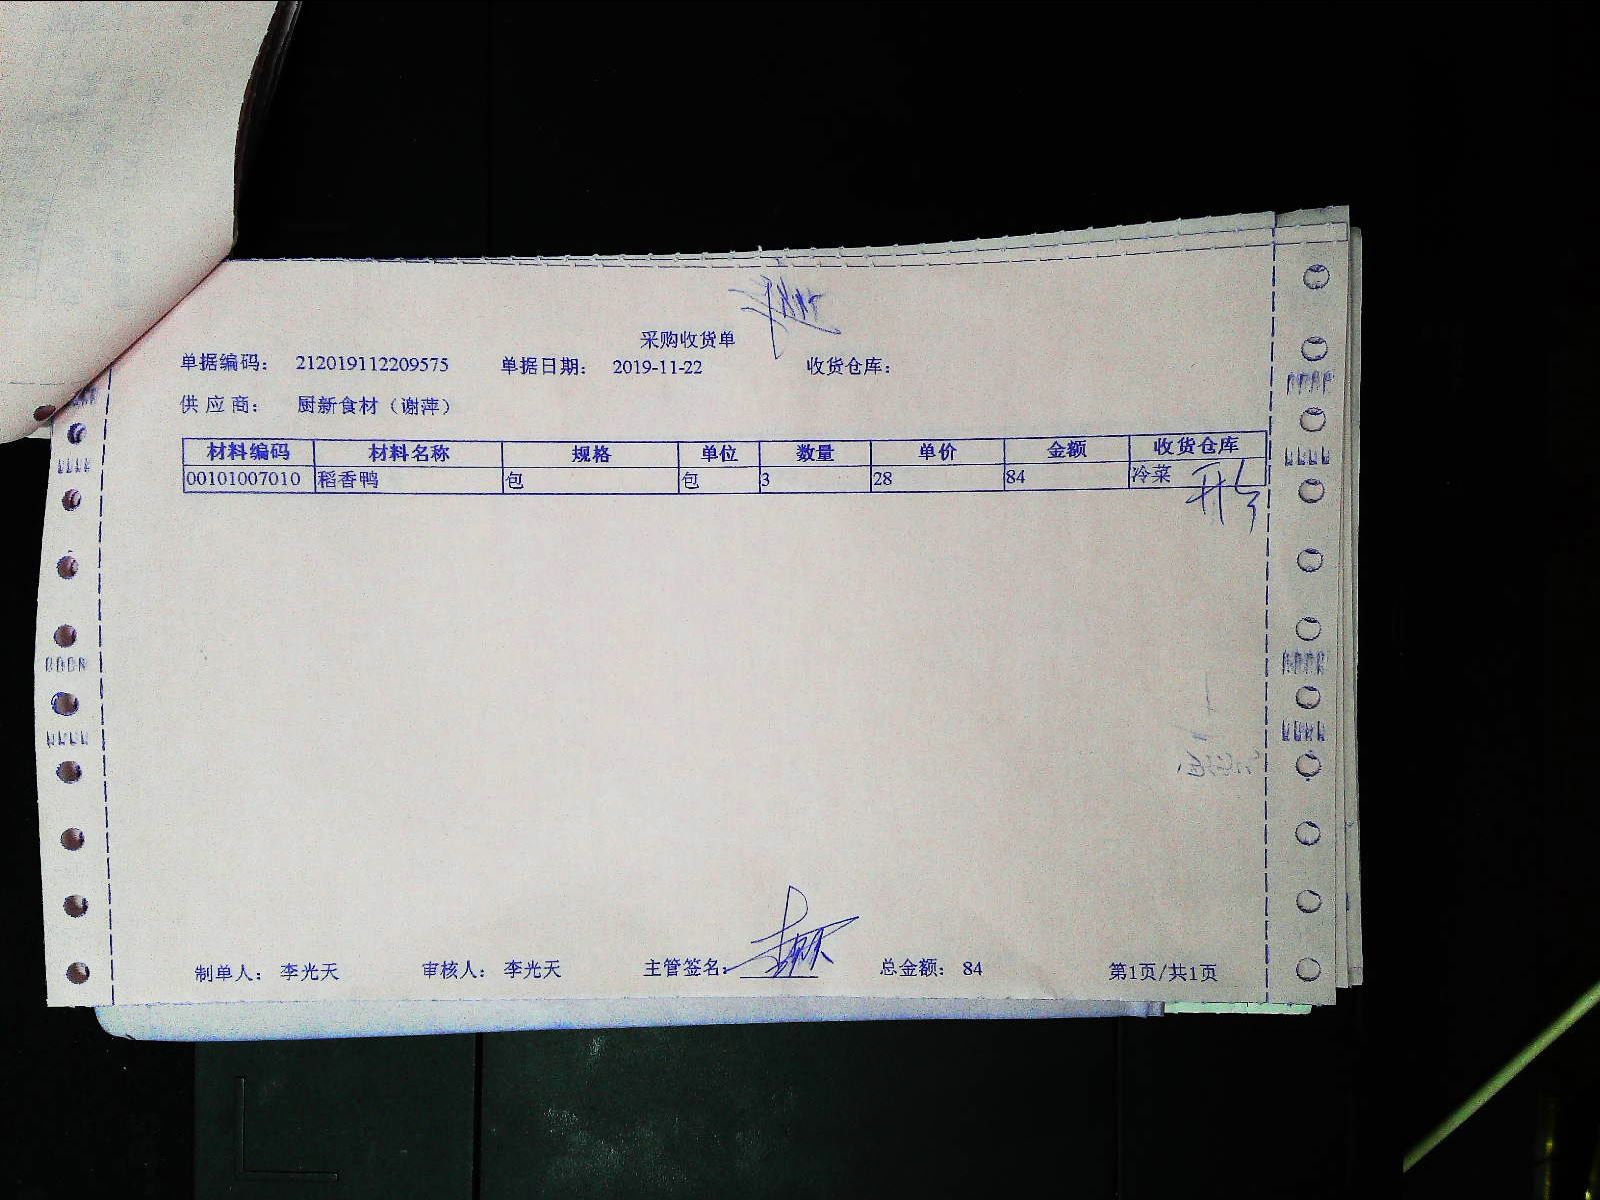 采购收货单
单据编码： 212019112209575 单据日期： 2019-11-22 收货仓库：
供应商： 厨新食材（谢萍）
材料编码 材料名称 规格 单位 数量 单价 金额 收货仓库
00101007010 稻香鸭 包 包 3 28 84 冷菜
制单人： 李光天 审核人： 李光天 主管签名： 总金额： 84 第1页/共1页